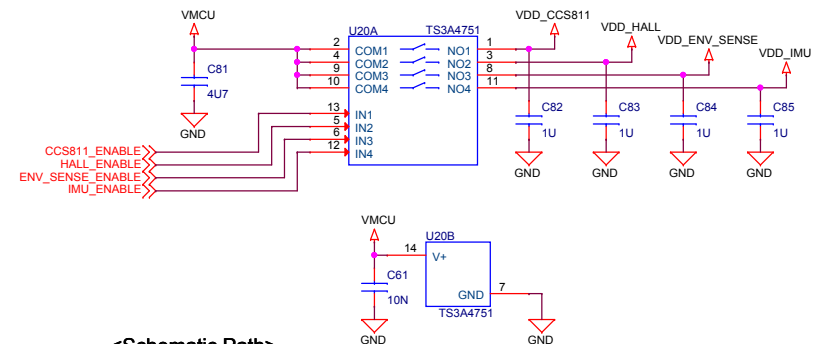 VMCU
U20A
TS3A4751
VDD_CCS811
VDD_HALL
VDD_ENV_SENSE
VDD_IMU
2 COM1 NO1 1
4 COM2 NO2 3
9 COM3 NO3 8
10 COM4 NO4 11
C81
4U7
GND
13 IN1
5 IN2
6 IN3
12 IN4
CCS811_ENABLE
HALL_ENABLE
ENV_SENSE_ENABLE
IMU_ENABLE
C82
1U
GND
C83
1U
GND
C84
1U
GND
C85
1U
GND
VMCU
U20B
14 V+
C61
10N
GND
GND 7
TS3A4751
GND
<Schematic Path>